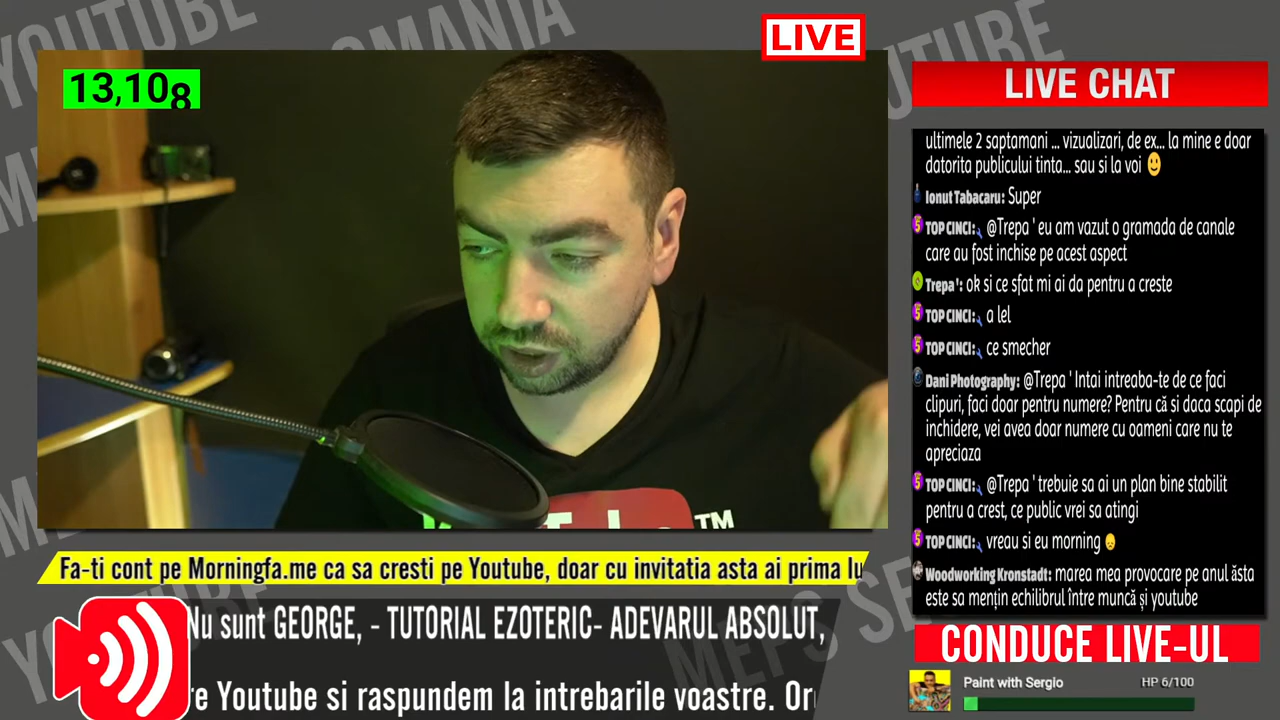 YOUTUBE
ROMANIA
LIVE
13,108
LIVE CHAT
ultimele 2 saptamani ... vizualizari, de ex... la mine e doar
datorita publicului tinta... sau si la voi
Ionut Tabacaru: Super
TOP CINCI: @Trepa ' eu am vazut o gramada de canale
care au fost inchise pe acest aspect
Trepa ': ok si ce sfat mi ai da pentru a creste
TOP CINCI: a lel
TOP CINCI: ce smecher
Dani Photography: @Trepa ' Intai intreaba-te de ce faci
clipuri, faci doar pentru numere? Pentru că si daca scapi de
inchidere, vei avea doar numere cu oameni care nu te
apreciaza
TOP CINCI: @Trepa ' trebuie sa ai un plan bine stabilit
pentru a crest, ce public vrei sa atingi
TOP CINCI: vreau si eu morning
Woodworking Kronstadt: marea mea provocare pe anul ăsta
este sa mențin echilibrul între muncă și youtube
TM
Fa-ti cont pe Morningfa.me ca sa cresti pe Youtube, doar cu invitatia asta ai prima lu
Nu sunt GEORGE, - TUTORIAL EZOTERIC- ADEVARUL ABSOLUT,
re Youtube si raspundem la intrebarile voastre. Or
CONDUCE LIVE-UL
Paint with Sergio
HP 6/100